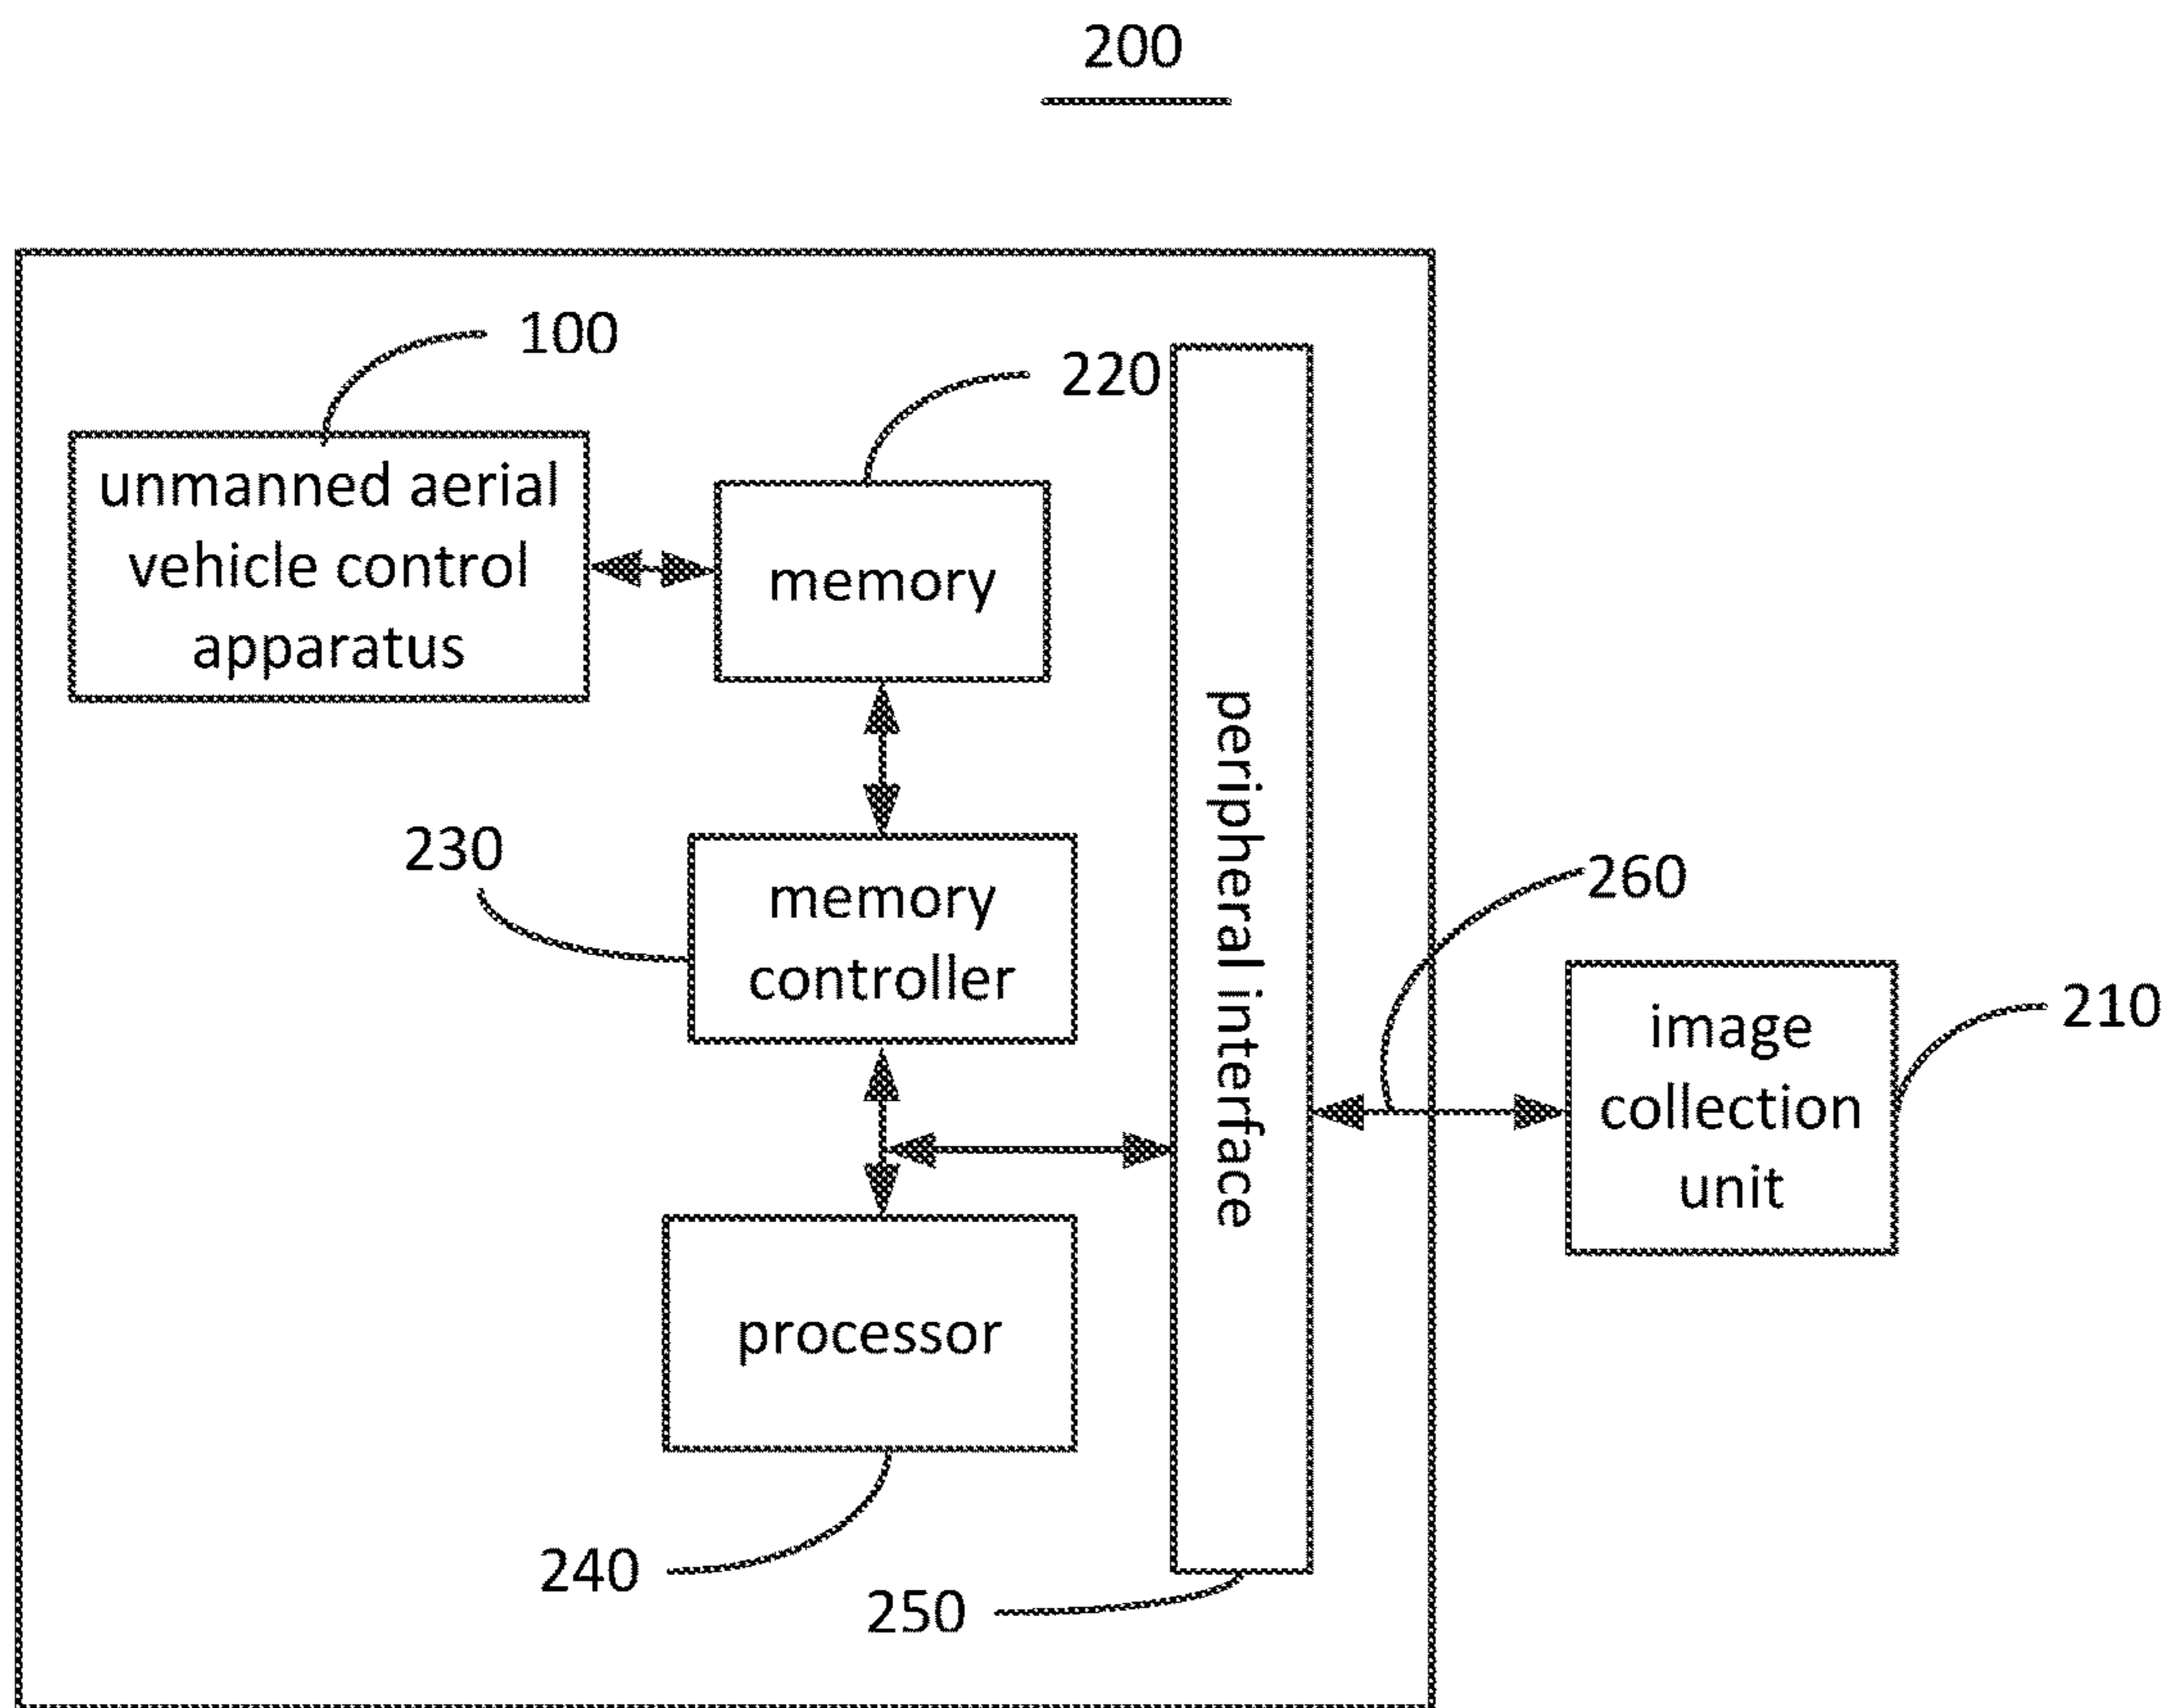 200
100
220
unmanned aerial
vehicle control
apparatus
memory
peripheral interface
230
memory
controller
260
image
collection
unit
210
processor
240
250